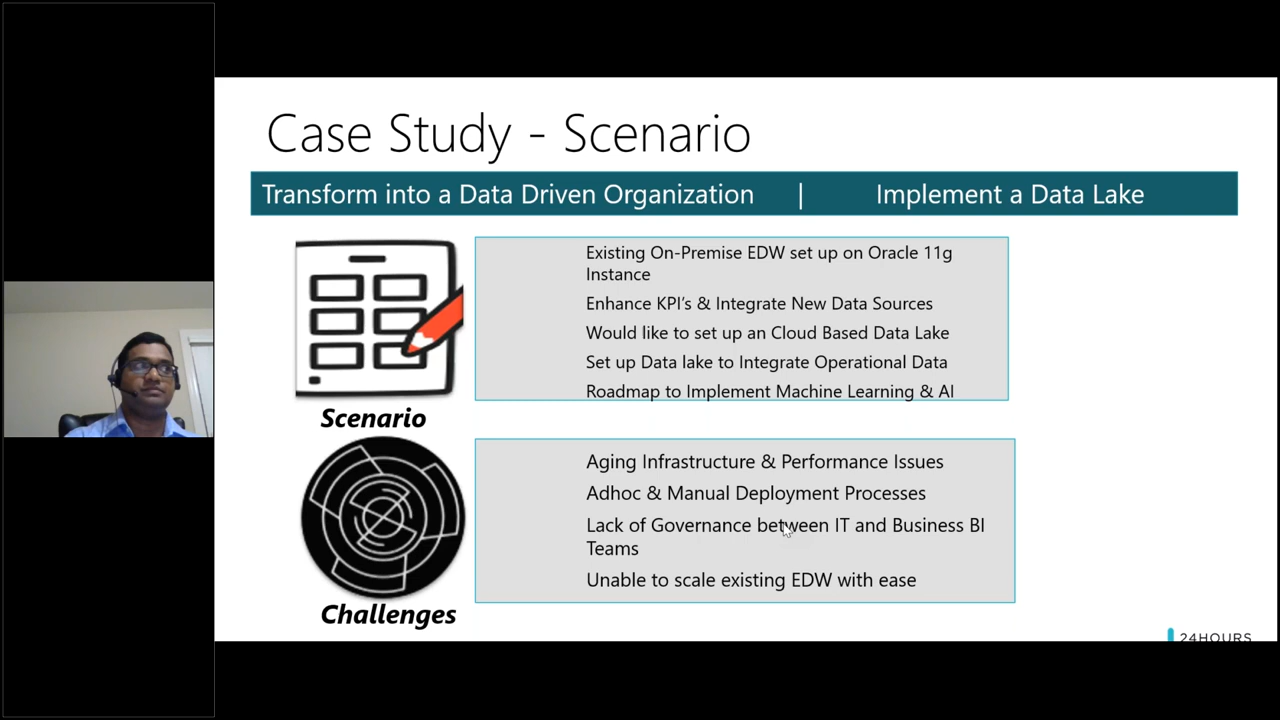 Case Study - Scenario
Transform into a Data Driven Organization | Implement a Data Lake
Existing On-Premise EDW set up on Oracle 11g
Instance
Enhance KPI's & Integrate New Data Sources
Would like to set up an Cloud Based Data Lake
Set up Data lake to Integrate Operational Data
Roadmap to Implement Machine Learning & AI
Scenario
Aging Infrastructure & Performance Issues
Adhoc & Manual Deployment Processes
Lack of Governance between IT and Business BI
Teams
Unable to scale existing EDW with ease
Challenges
24HOURS